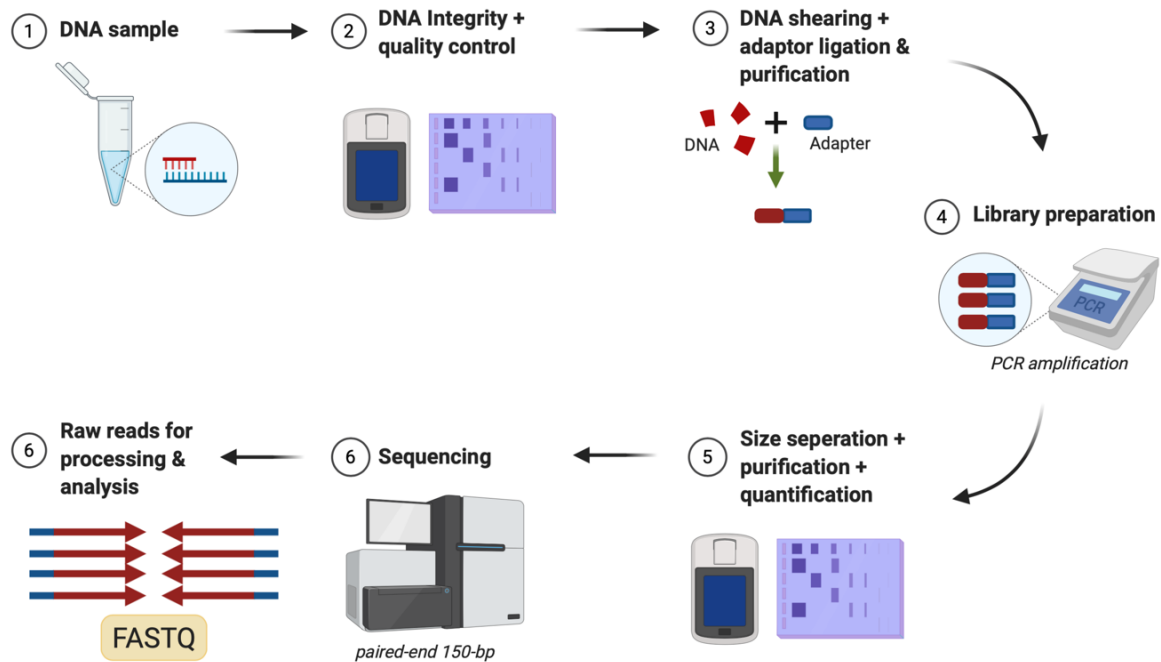 1 DNA sample
2 DNA Integrity +
quality control
3 DNA shearing +
adaptor ligation &
purification
DNA
Adapter
4 Library preparation
PCR
PCR amplification
5 Size seperation +
purification +
quantification
6 Sequencing
paired-end 150-bp
6 Raw reads for
processing &
analysis
FASTQ